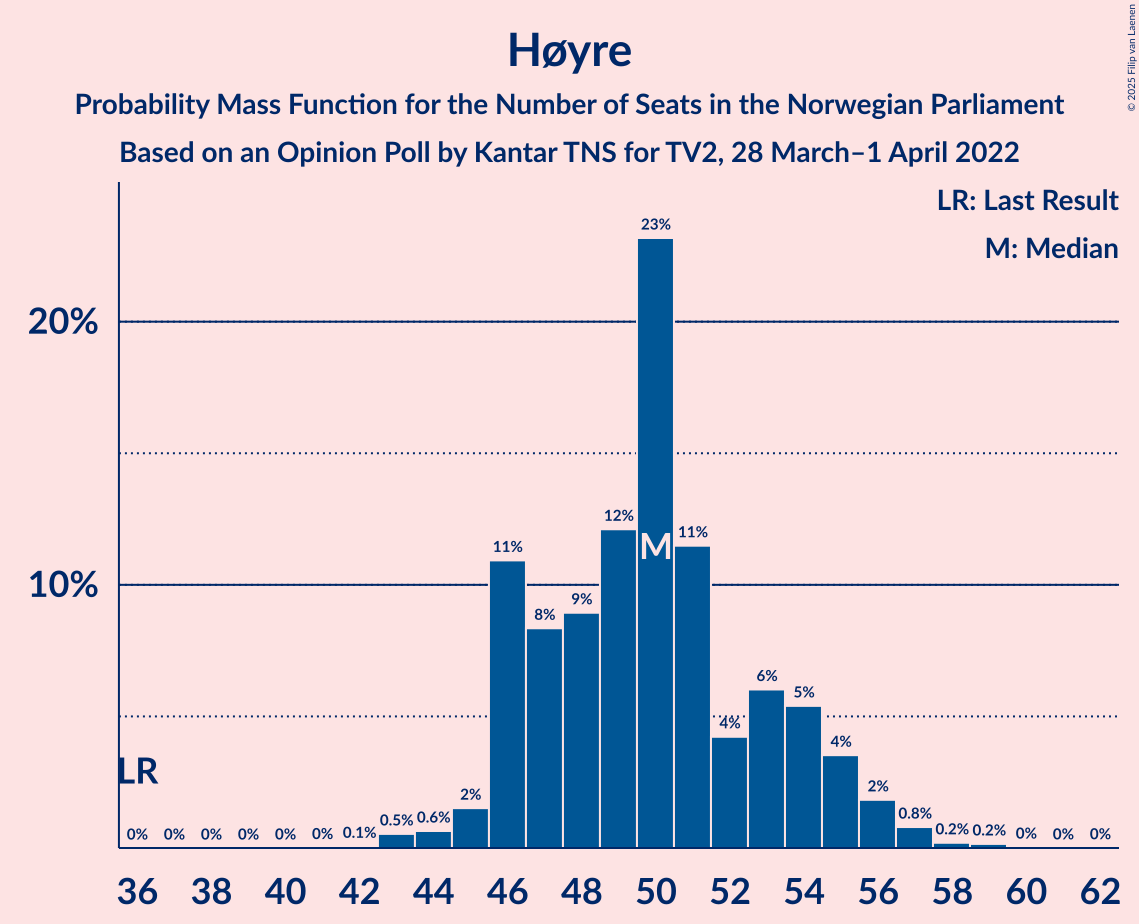 Høyre
Probability Mass Function for the Number of Seats in the Norwegian Parliament
Based on an Opinion Poll by Kantar TNS for TV2, 28 March–1 April 2022
© 2025 Filip van Laenen
LR: Last Result
M: Median
20%
10%
LR
M
0% 0% 0% 0% 0% 0% 0.1% 0.5% 0.6% 2% 11% 8% 9% 12% 23% 11% 4% 6% 5% 4% 2% 0.8% 0.2% 0.2% 0% 0% 0%
36 38 40 42 44 46 48 50 52 54 56 58 60 62